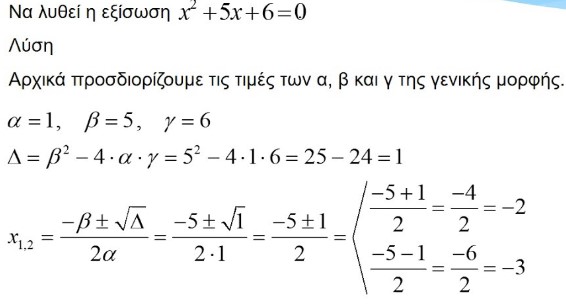 Να λυθεί η εξίσωση x² +5x+6=0
Λύση
Αρχικά προσδιορίζουμε τις τιμές των α, β και γ της γενικής μορφής.
α = 1, β = 5, γ = 6
Δ = β² − 4 · α · γ = 5² − 4 · 1 · 6 = 25 − 24 = 1
x₁,₂ = (−β ± √Δ)/(2α) = (−5 ± √1)/(2 · 1) = (−5 ± 1)/2 = ⟨ (−5 + 1)/2 = −4/2 = −2
(−5 − 1)/2 = −6/2 = −3